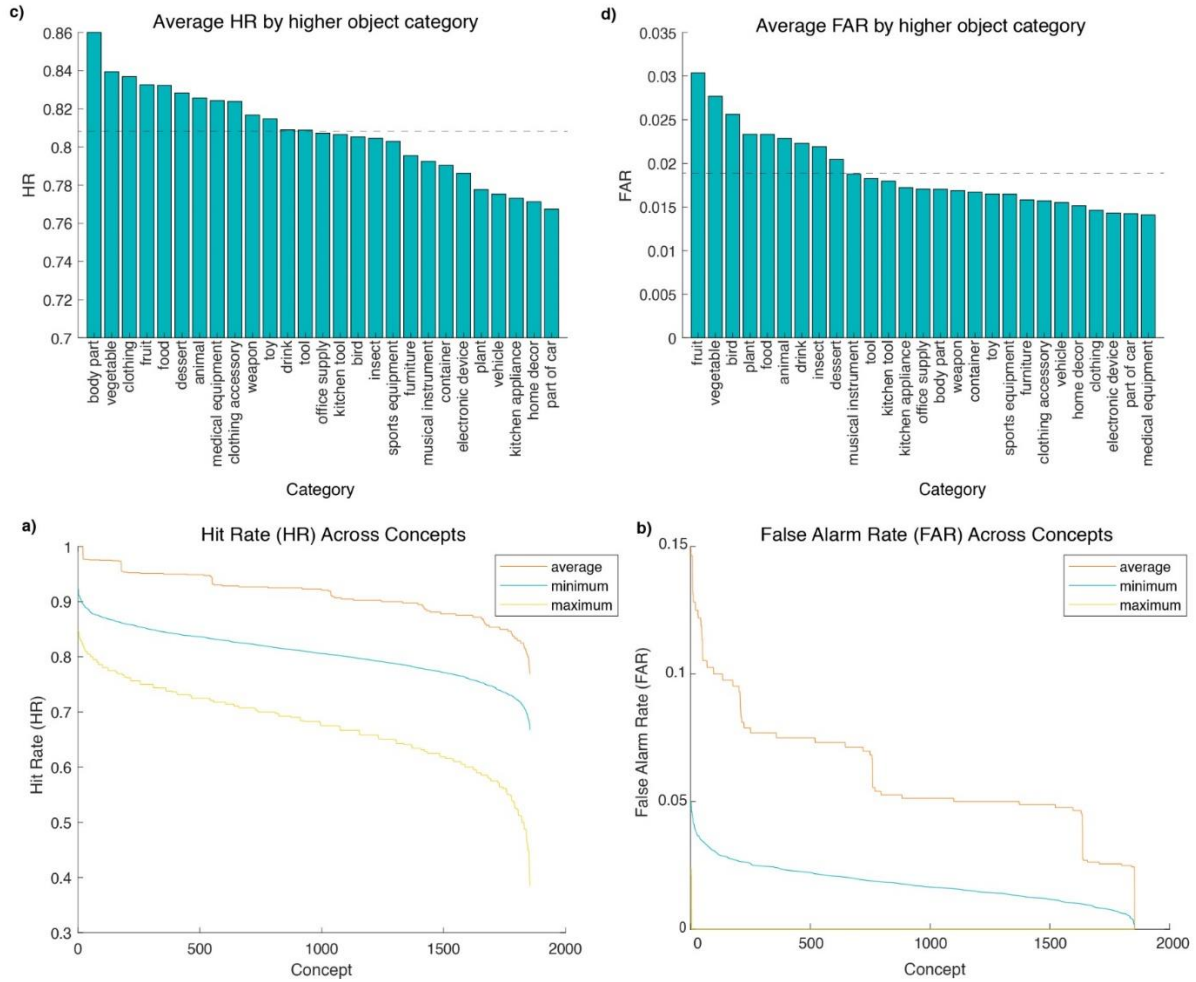 c)
Average HR by higher object category
0.86
0.84
0.82
0.8
0.78
0.76
0.74
0.72
0.7
HR
body part
vegetable
clothing
fruit
food
dessert
animal
medical equipment
clothing accessory
weapon
toy
drink
tool
office supply
kitchen tool
bird
insect
sports equipment
furniture
musical instrument
container
electronic device
plant
vehicle
kitchen appliance
home decor
part of car
Category
d)
Average FAR by higher object category
0.035
0.03
0.025
0.02
0.015
0.01
0.005
0
FAR
fruit
vegetable
bird
plant
food
animal
drink
insect
dessert
musical instrument
tool
kitchen tool
kitchen appliance
office supply
body part
weapon
container
toy
sports equipment
furniture
clothing accessory
vehicle
home decor
clothing
electronic device
part of car
medical equipment
Category
a)
Hit Rate (HR) Across Concepts
1
0.9
0.8
0.7
0.6
0.5
0.4
0.3
Hit Rate (HR)
average
minimum
maximum
0 500 1000 1500 2000
Concept
b)
False Alarm Rate (FAR) Across Concepts
0.15
0.1
0.05
0
False Alarm Rate (FAR)
average
minimum
maximum
0 500 1000 1500 2000
Concept